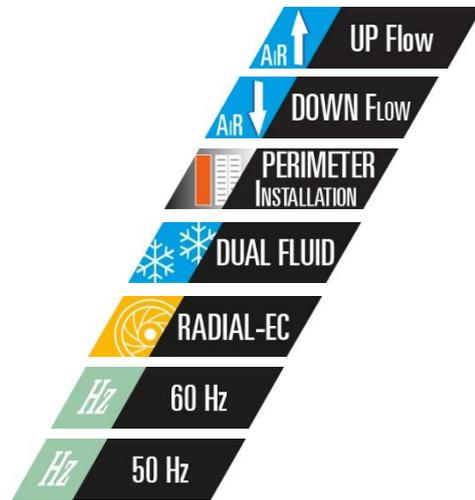 AIR UP Flow
AIR DOWN FLOW
PERIMETER
INSTALLATION
DUAL FLUID
RADIAL-EC
Hz 60 Hz
Hz 50 Hz